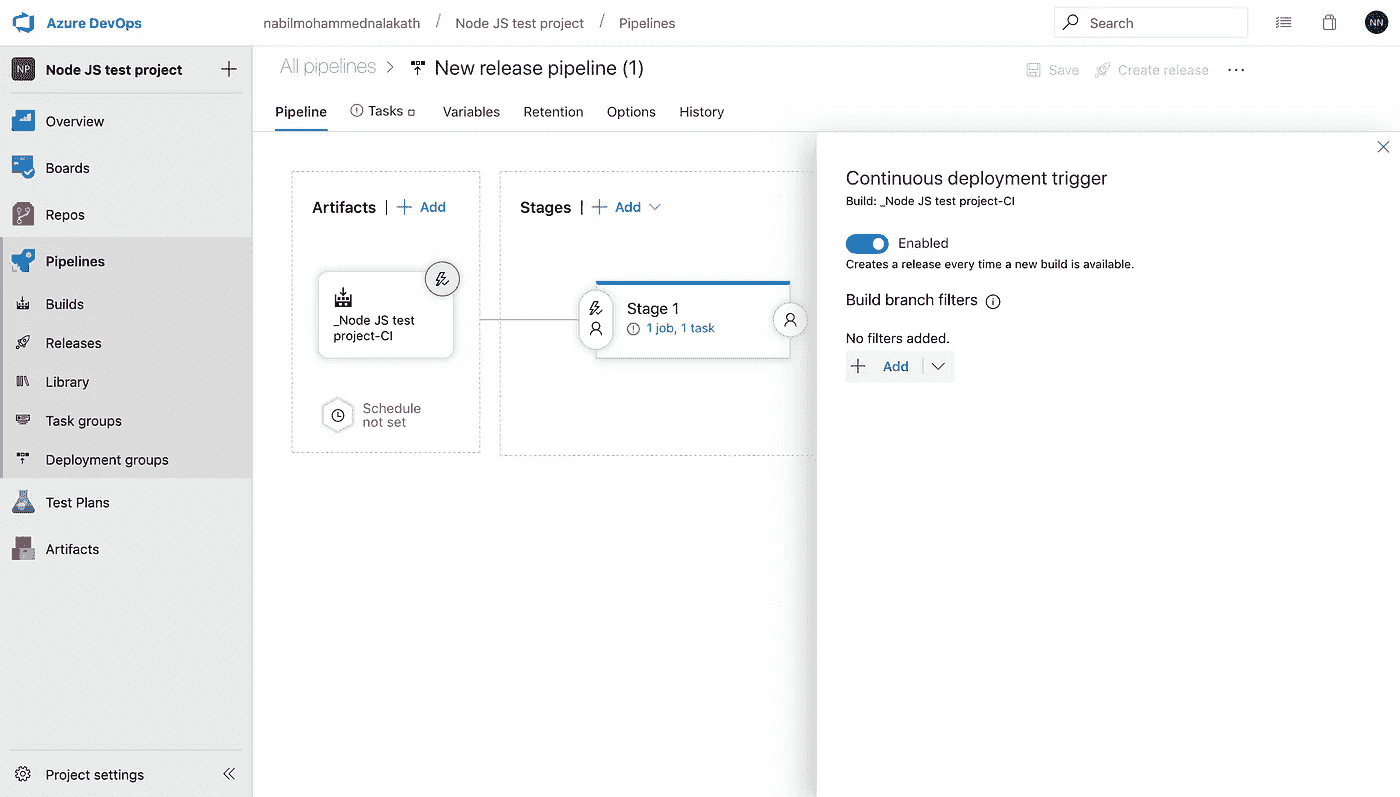 Azure DevOps
nabilmohammednalakath / Node JS test project / Pipelines
Search
NN
NP Node JS test project
Overview
Boards
Repos
Pipelines
Builds
Releases
Library
Task groups
Deployment groups
Test Plans
Artifacts
Project settings
All pipelines > New release pipeline (1)
Save
Create release
Pipeline
Tasks
Variables
Retention
Options
History
Artifacts | + Add
_Node JS test
project-CI
Schedule
not set
Stages | + Add
Stage 1
1 job, 1 task
Continuous deployment trigger
Build: _Node JS test project-CI
Enabled
Creates a release every time a new build is available.
Build branch filters
No filters added.
+ Add